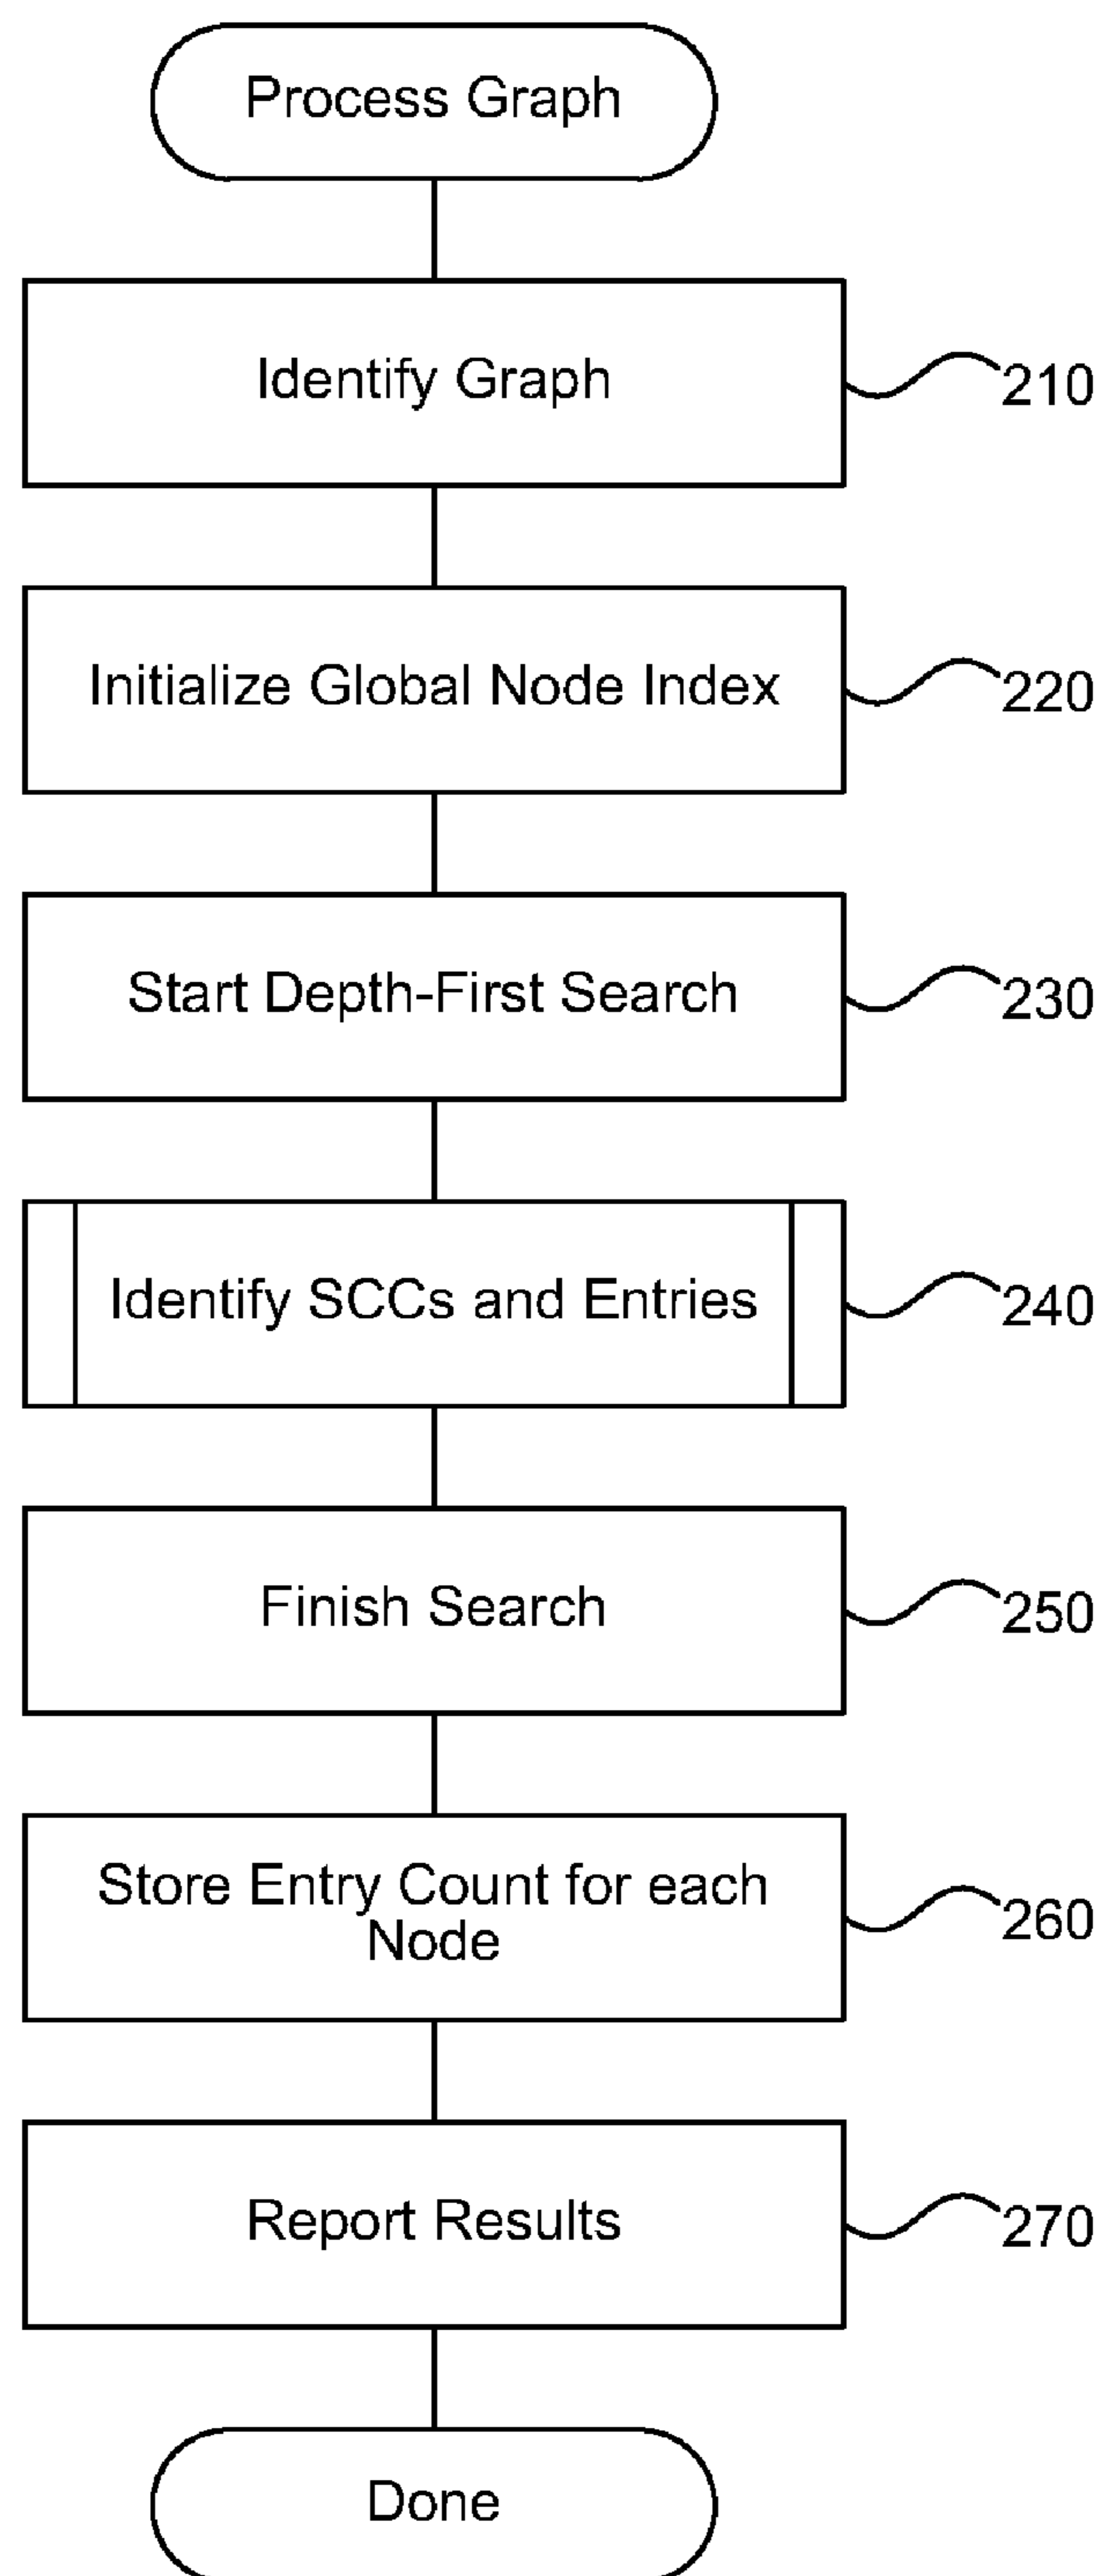 Process Graph
Identify Graph
210
Initialize Global Node Index
220
Start Depth-First Search
230
Identify SCCs and Entries
240
Finish Search
250
Store Entry Count for each
Node
260
Report Results
270
Done